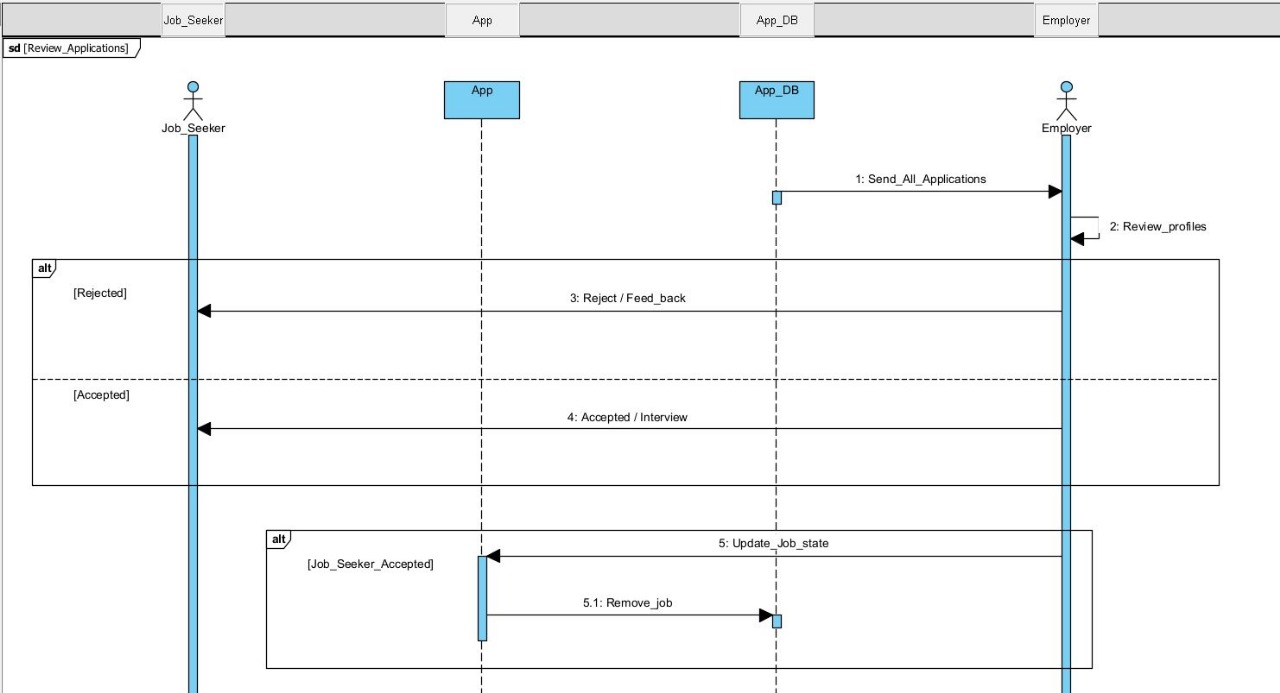 Job_Seeker App App_DB Employer
sd [Review_Applications]
App App_DB
Job_Seeker Employer
1: Send_All_Applications
2: Review_profiles
alt
[Rejected]
3: Reject / Feed_back
[Accepted]
4: Accepted / Interview
alt
5: Update_Job_state
[Job_Seeker_Accepted]
5.1: Remove_job